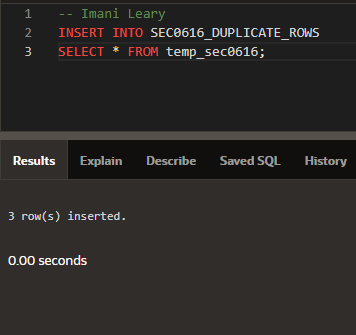 1 -- Imani Leary
2 INSERT INTO SEC0616_DUPLICATE_ROWS
3 SELECT * FROM temp_sec0616;
Results Explain Describe Saved SQL History
3 row(s) inserted.
0.00 seconds